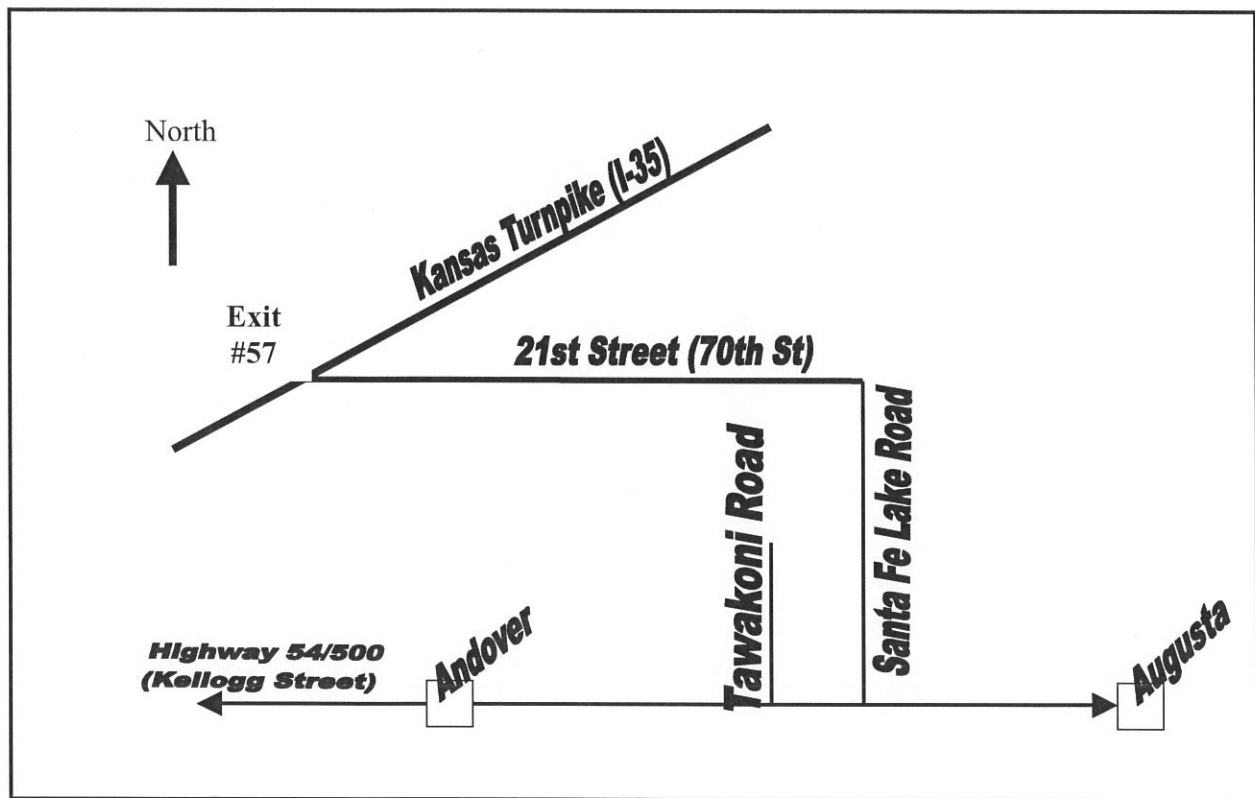 North
Kansas Turnpike (I-35)
Exit
#57
21st Street (70th St)
Tawakoni Road
Santa Fe Lake Road
Highway 54/500
(Kellogg Street)
Andover
Augusta